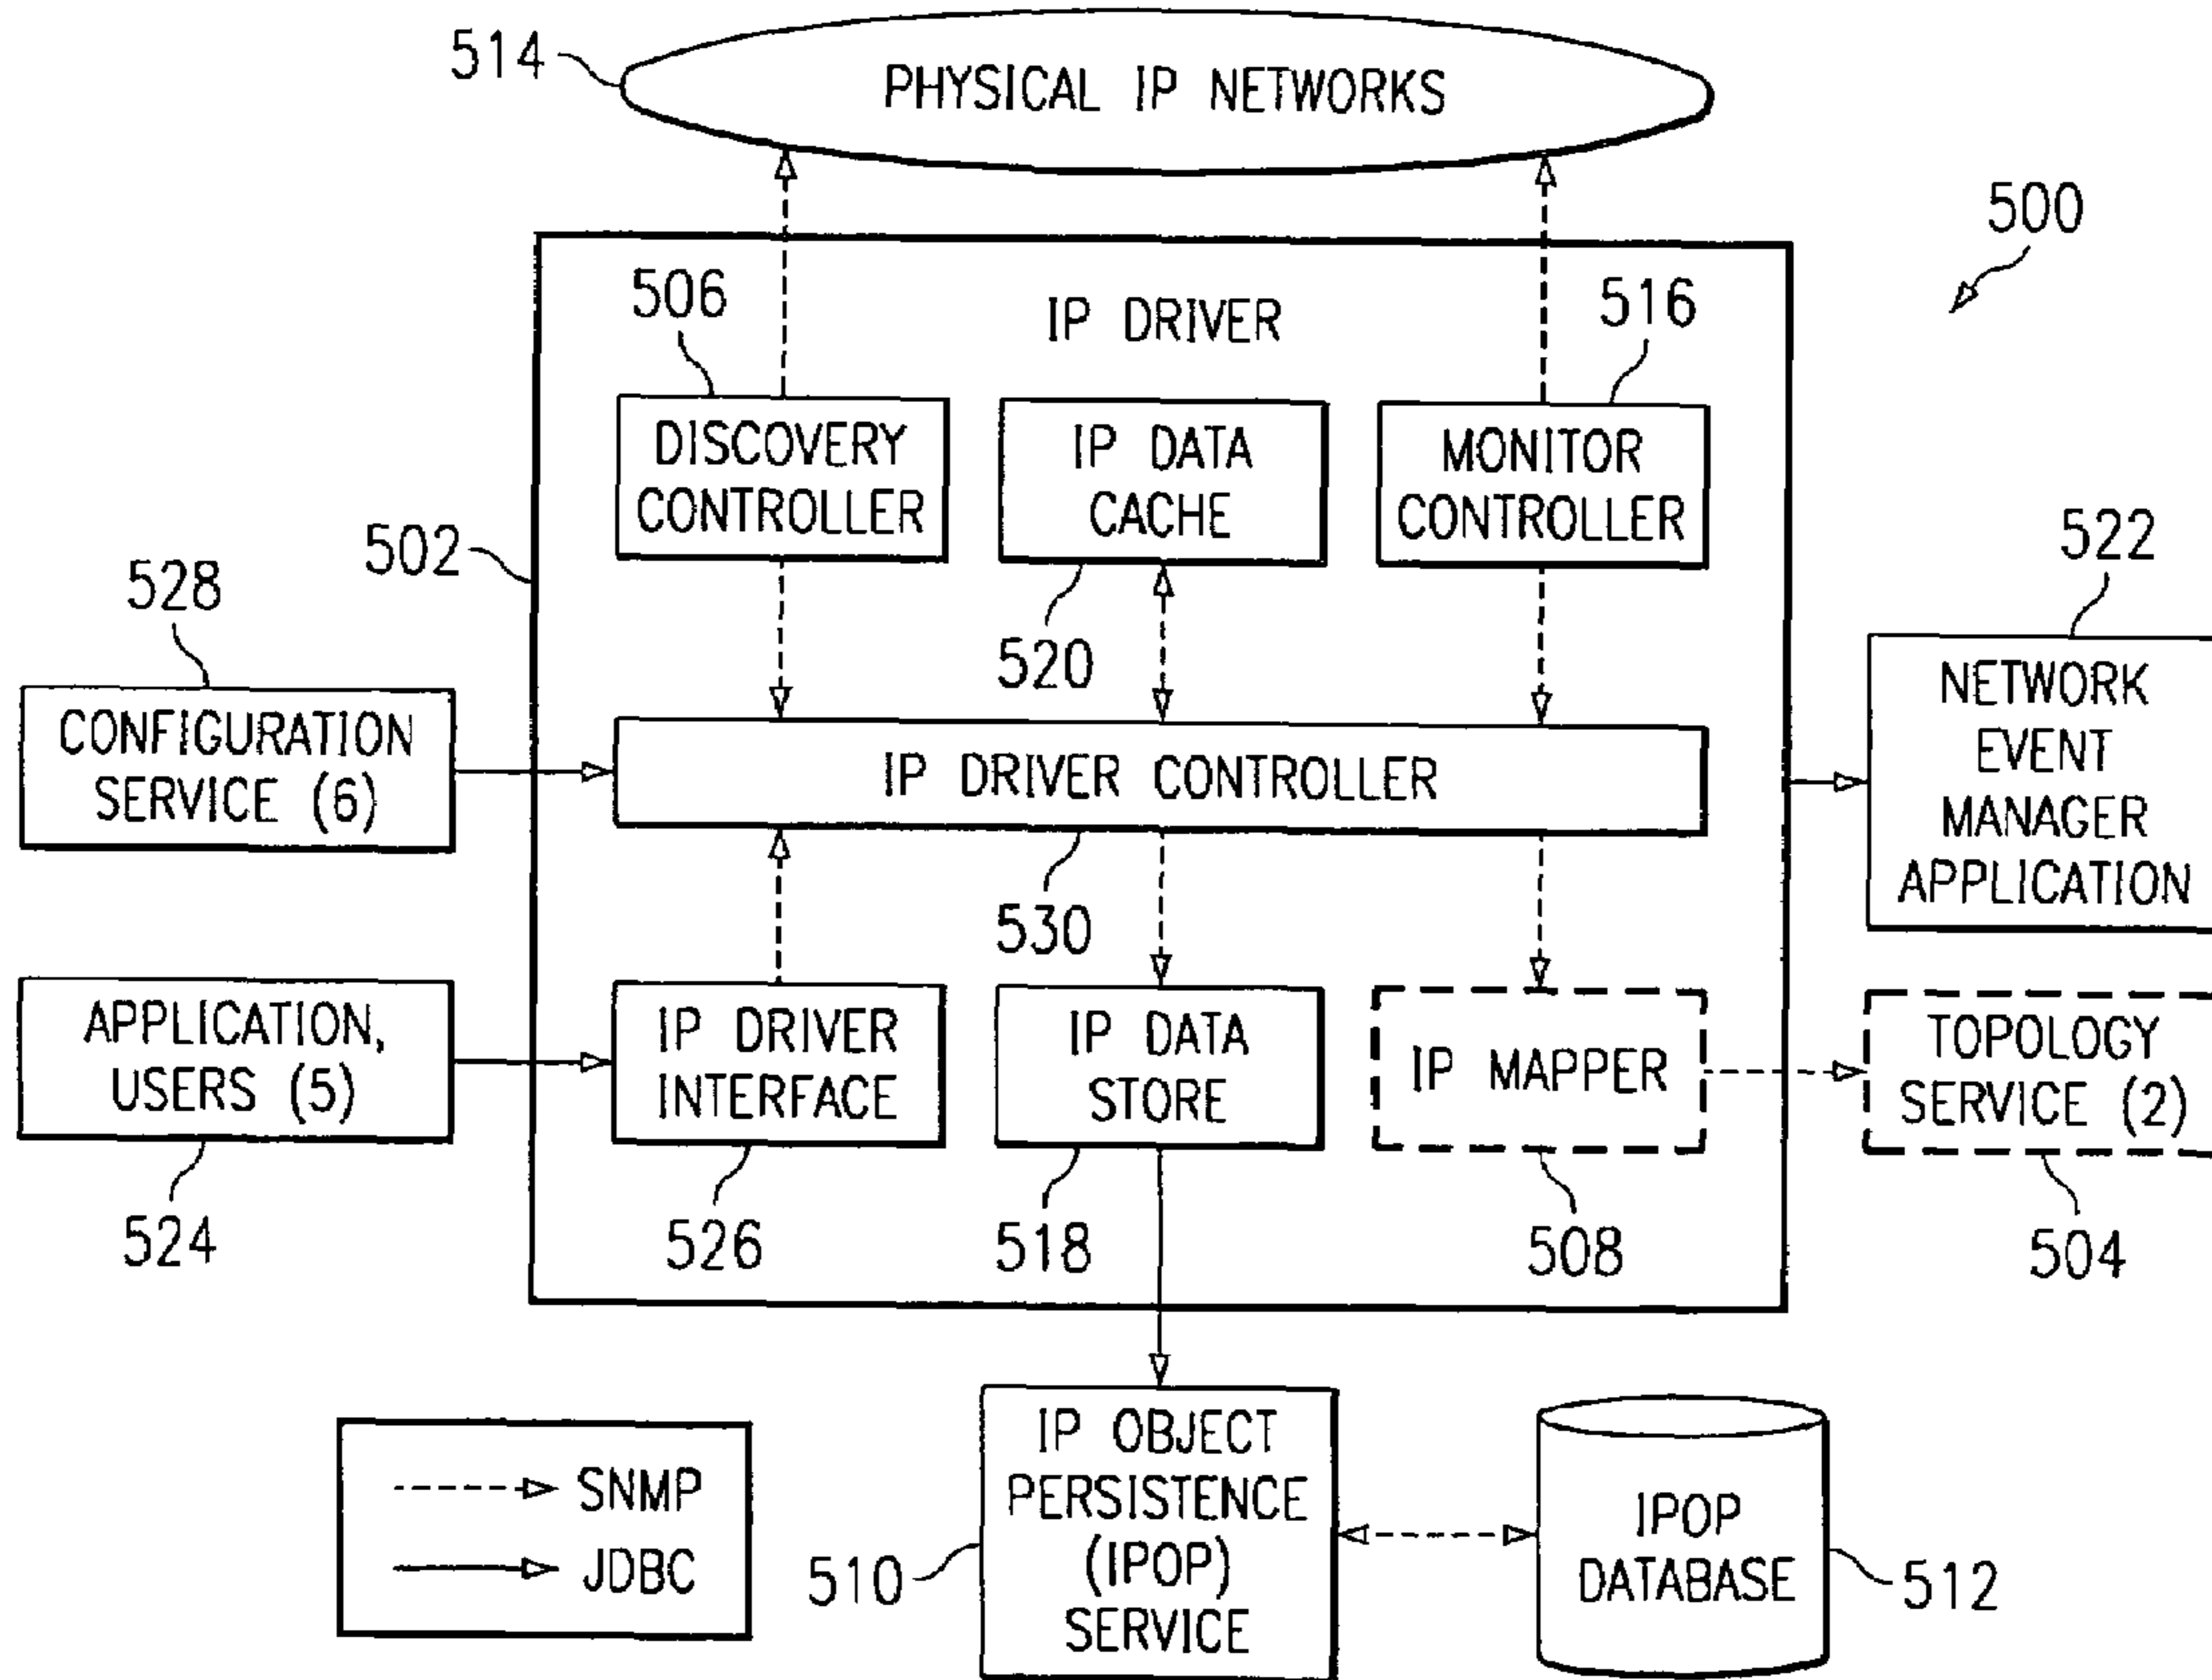 514
PHYSICAL IP NETWORKS
500
506
IP DRIVER
516
DISCOVERY
CONTROLLER
IP DATA
CACHE
MONITOR
CONTROLLER
502
522
528
520
CONFIGURATION
SERVICE (6)
IP DRIVER CONTROLLER
NETWORK
EVENT
MANAGER
APPLICATION
530
APPLICATION,
USERS (5)
IP DRIVER
INTERFACE
IP DATA
STORE
IP MAPPER
TOPOLOGY
SERVICE (2)
524
526
518
508
504
SNMP
JDBC
IP OBJECT
PERSISTENCE
(IPOP)
SERVICE
510
IPOP
DATABASE
512